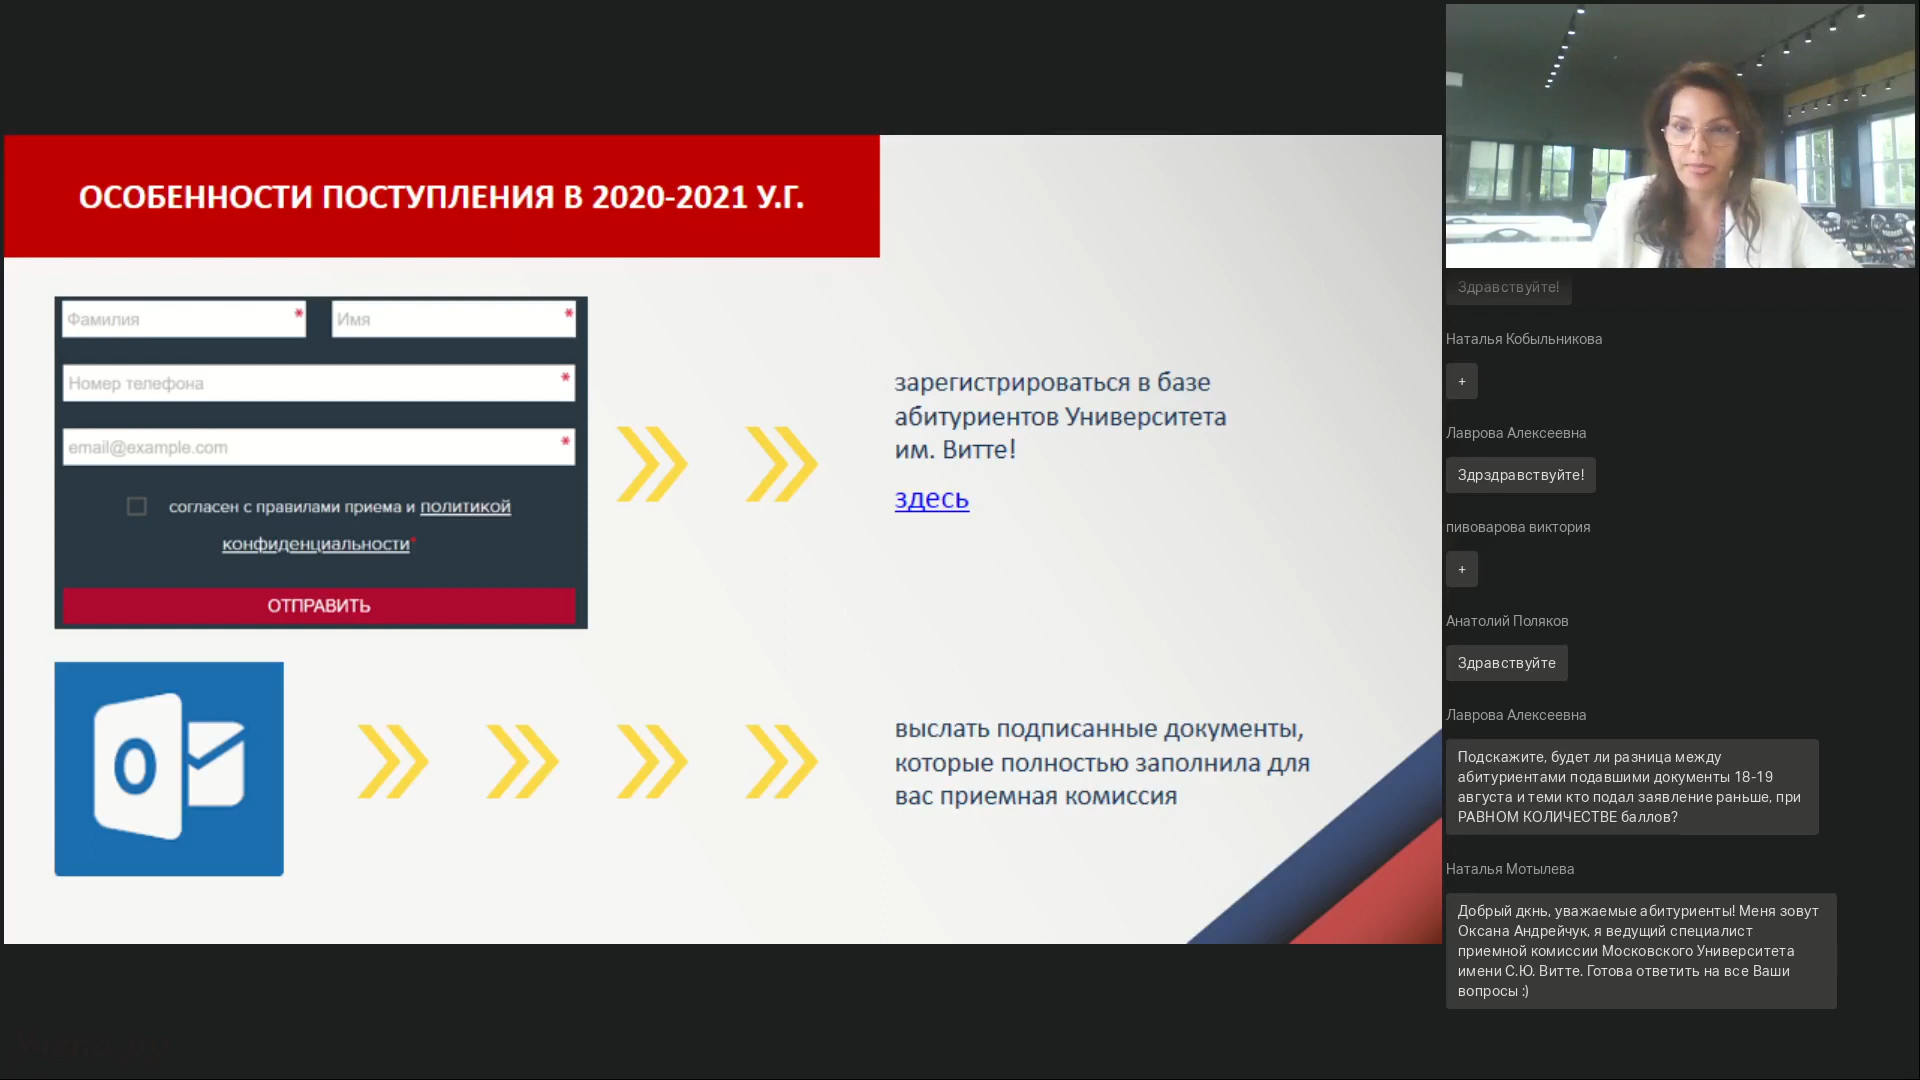 ОСОБЕННОСТИ ПОСТУПЛЕНИЯ В 2020-2021 У.Г.
Фамилия *
Имя *
Номер телефона *
email@example.com *
согласен с правилами приема и политикой
конфиденциальности*
ОТПРАВИТЬ
зарегистрироваться в базе
абитуриентов Университета
им. Витте!
здесь
выслать подписанные документы,
которые полностью заполнила для
вас приемная комиссия
Здравствуйте!
Наталья Кобыльникова
+
Лаврова Алексеевна
Здрздравствуйте!
пивоварова виктория
+
Анатолий Поляков
Здравствуйте
Лаврова Алексеевна
Подскажите, будет ли разница между
абитуриентами подавшими документы 18-19
августа и теми кто подал заявление раньше, при
РАВНОМ КОЛИЧЕСТВЕ баллов?
Наталья Мотылева
Добрый дкнь, уважаемые абитуриенты! Меня зовут
Оксана Андрейчук, я ведущий специалист
приемной комиссии Московского Университета
имени С.Ю. Витте. Готова ответить на все Ваши
вопросы :)